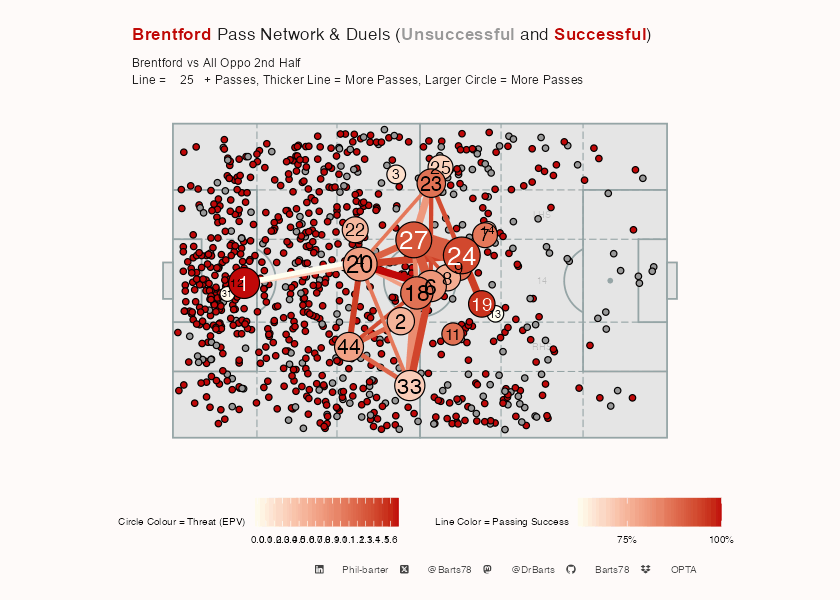 Brentford Pass Network & Duels (Unsuccessful and Successful)
Brentford vs All Oppo 2nd Half
Line = 25 + Passes, Thicker Line = More Passes, Larger Circle = More Passes
25
3
23
22
27
24
20
1
31
18
6
8
19
13
14
2
11
44
33
Circle Colour = Threat (EPV)
Line Color = Passing Success
75%
100%
Phil-barter
@Barts78
@DrBarts
Barts78
OPTA